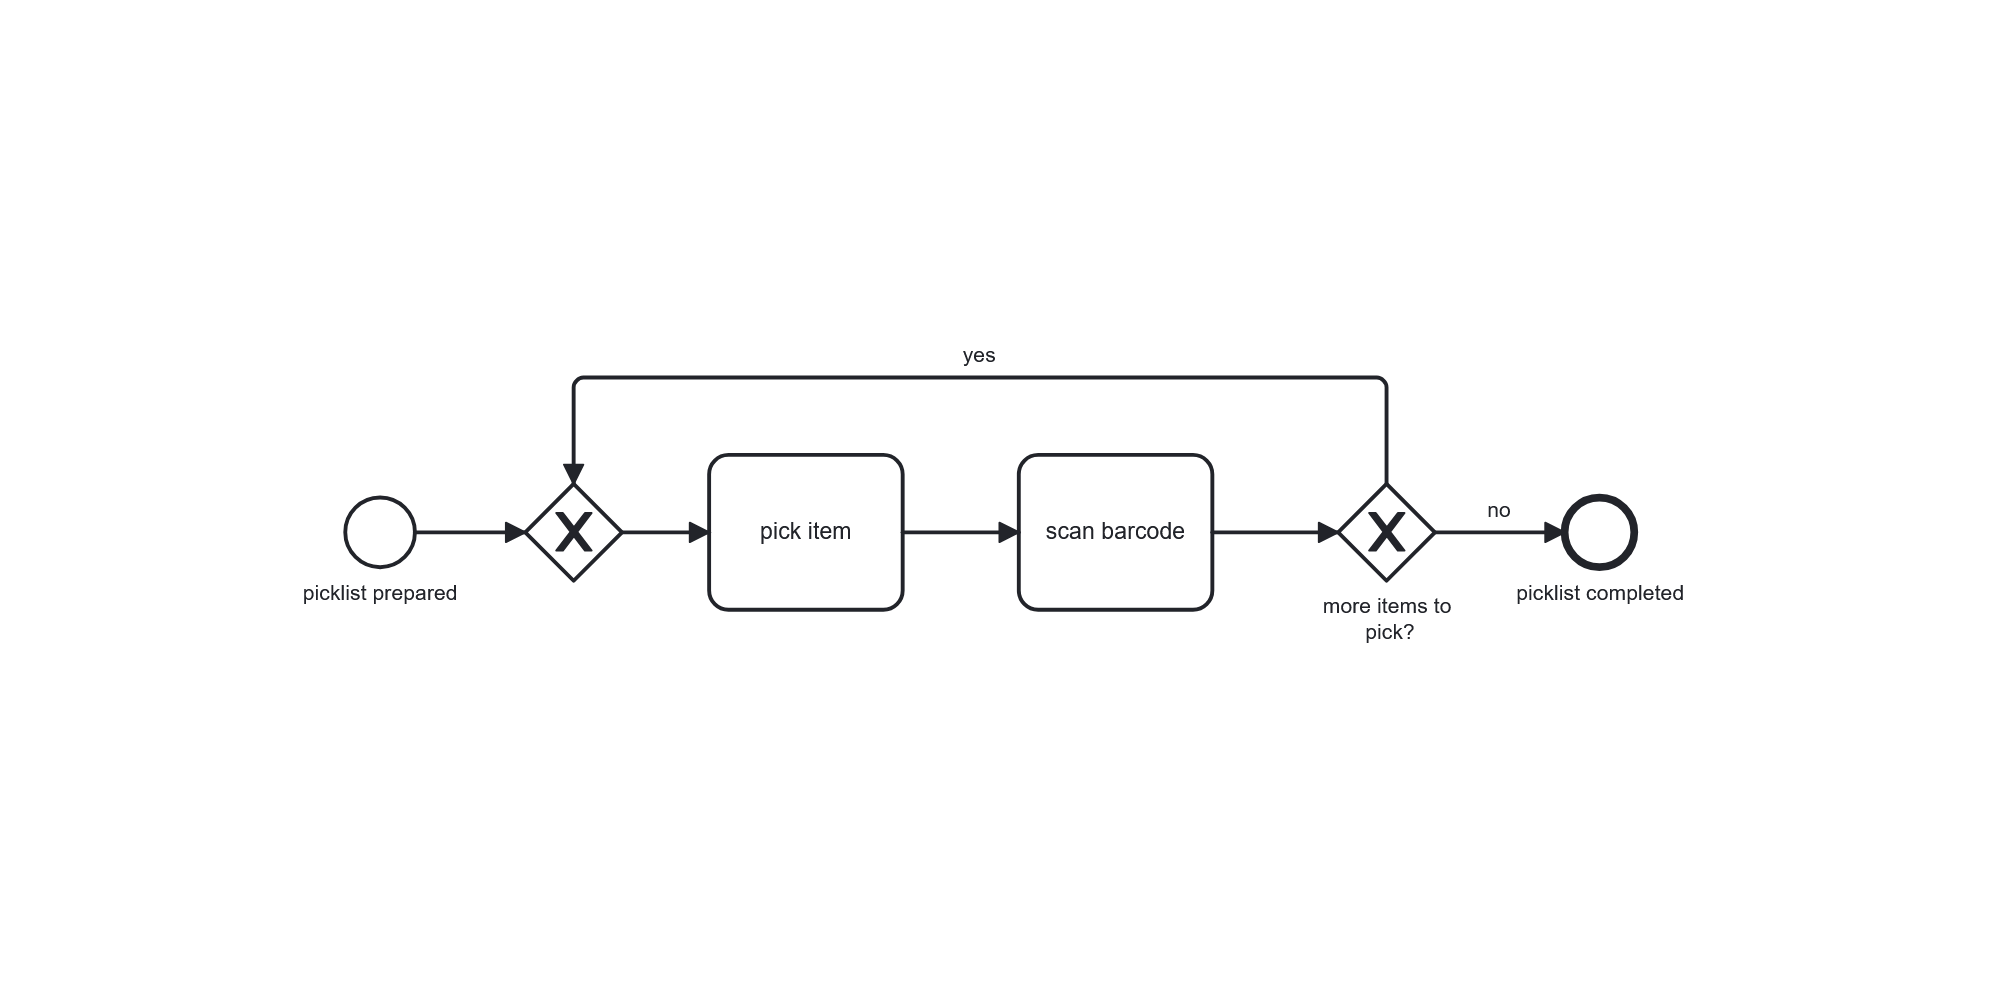 yes
picklist prepared
X
pick item
scan barcode
X
more items to
pick?
no
picklist completed